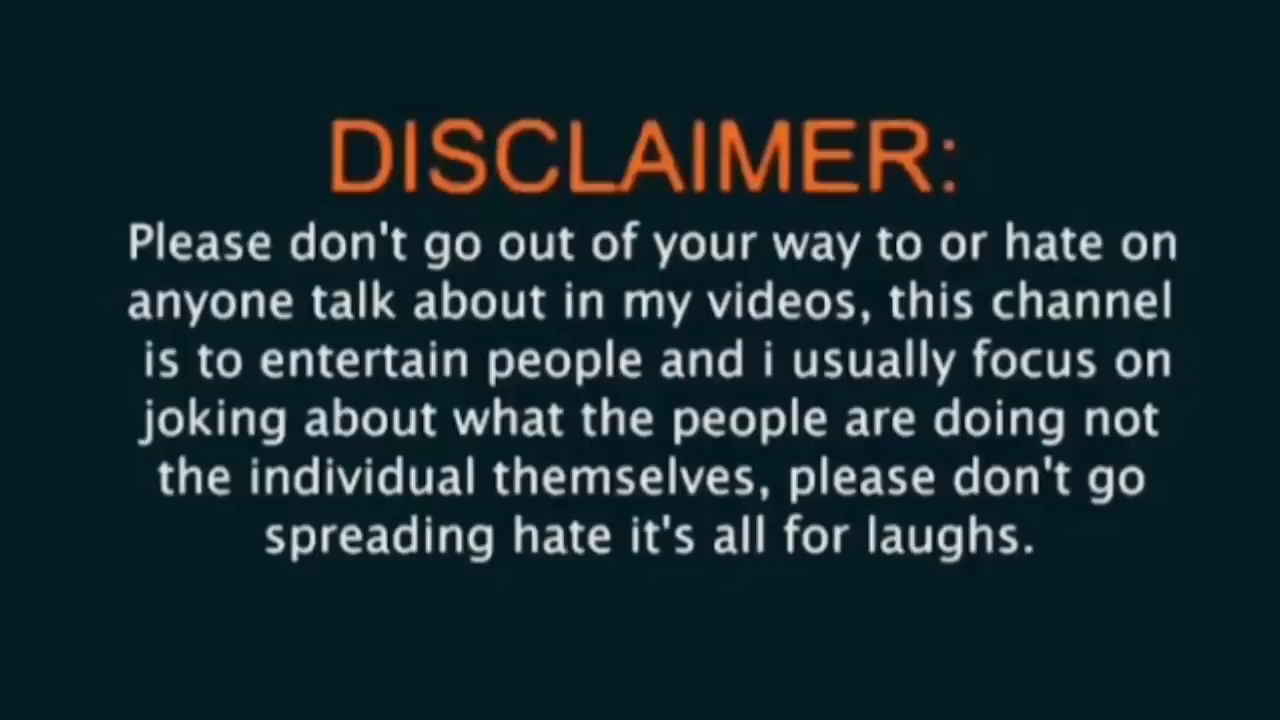 DISCLAIMER:
Please don't go out of your way to or hate on
anyone talk about in my videos, this channel
is to entertain people and i usually focus on
joking about what the people are doing not
the individual themselves, please don't go
spreading hate it's all for laughs.